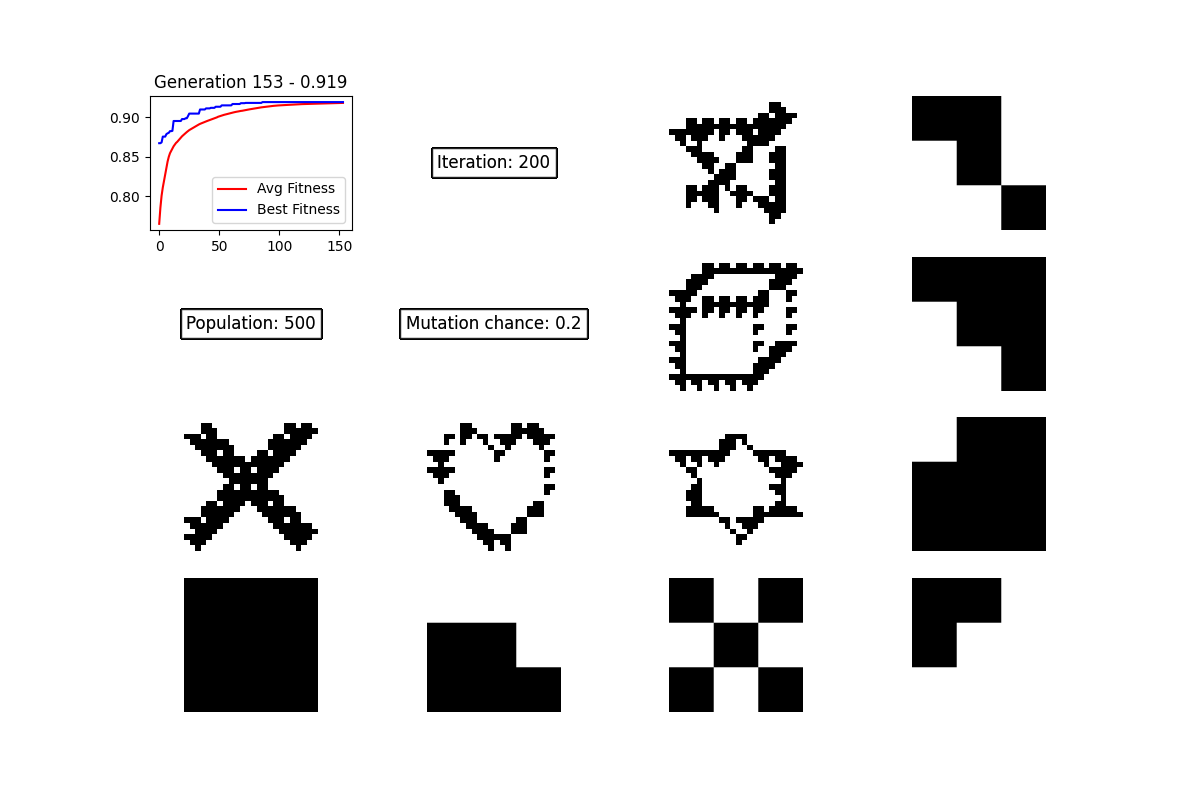 Generation 153 - 0.919
0.90
0.85
0.80
Avg Fitness
Best Fitness
0 50 100 150
Iteration: 200
Population: 500
Mutation chance: 0.2